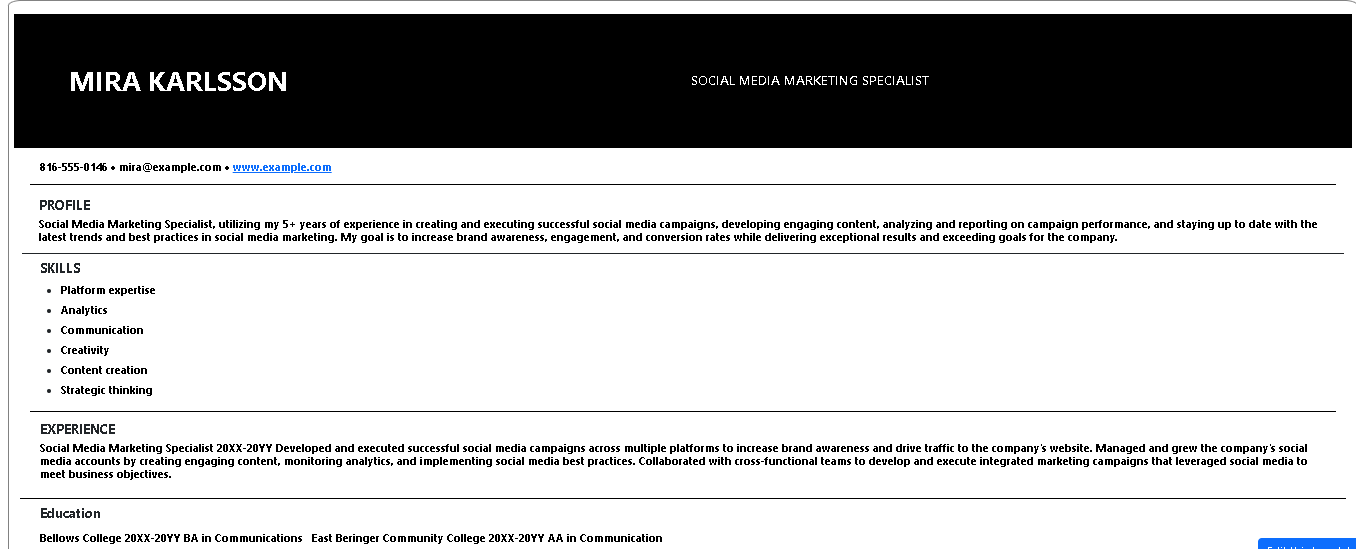 MIRA KARLSSON
SOCIAL MEDIA MARKETING SPECIALIST
816-555-0146 • mira@example.com • www.example.com
PROFILE
Social Media Marketing Specialist, utilizing my 5+ years of experience in creating and executing successful social media campaigns, developing engaging content, analyzing and reporting on campaign performance, and staying up to date with the
latest trends and best practices in social media marketing. My goal is to increase brand awareness, engagement, and conversion rates while delivering exceptional results and exceeding goals for the company.
SKILLS
• Platform expertise
• Analytics
• Communication
• Creativity
• Content creation
• Strategic thinking
EXPERIENCE
Social Media Marketing Specialist 20XX-20YY Developed and executed successful social media campaigns across multiple platforms to increase brand awareness and drive traffic to the company's website. Managed and grew the company's social
media accounts by creating engaging content, monitoring analytics, and implementing social media best practices. Collaborated with cross-functional teams to develop and execute integrated marketing campaigns that leveraged social media to
meet business objectives.
Education
Bellows College 20XX-20YY BA in Communications East Beringer Community College 20XX-20YY AA in Communication